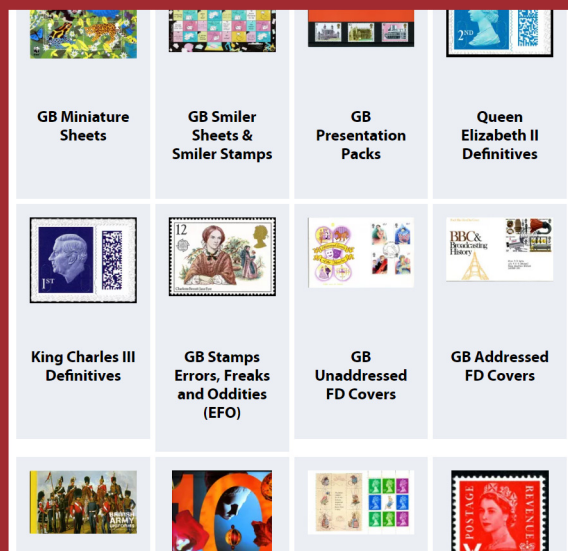 2ND
GB Miniature
Sheets
GB Smiler
Sheets &
Smiler Stamps
GB
Presentation
Packs
Queen
Elizabeth II
Definitives
1ST
12
BBC &
Broadcasting
History
King Charles III
Definitives
GB Stamps
Errors, Freaks
and Oddities
(EFO)
GB
Unaddressed
FD Covers
GB Addressed
FD Covers
BRITISH
ARMY
10
POSTAGE
REVENUE